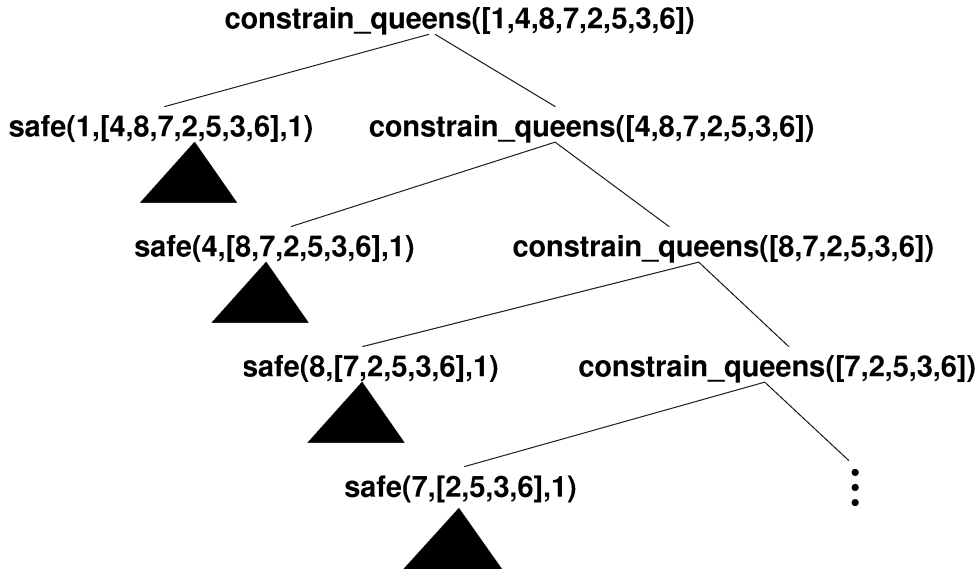 constrain_queens([1,4,8,7,2,5,3,6])
safe(1,[4,8,7,2,5,3,6],1) constrain_queens([4,8,7,2,5,3,6])
safe(4,[8,7,2,5,3,6],1) constrain_queens([8,7,2,5,3,6])
safe(8,[7,2,5,3,6],1) constrain_queens([7,2,5,3,6])
safe(7,[2,5,3,6],1)